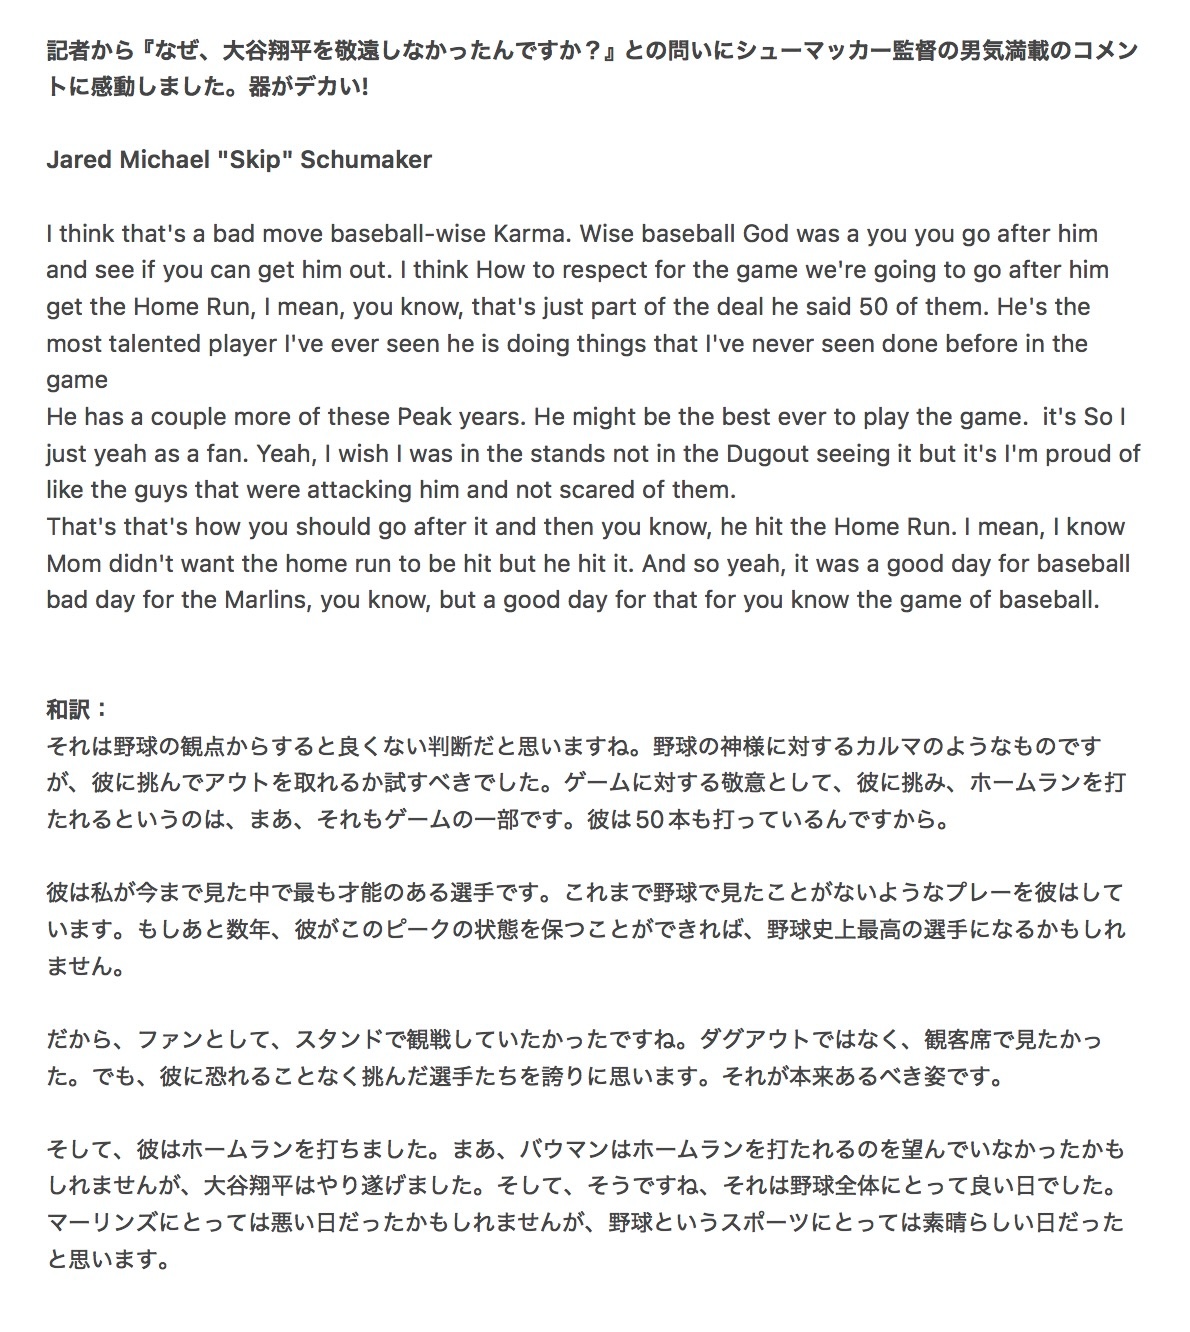 記者から『なぜ、大谷翔平を敬遠しなかったんですか？』との問いにシューマッカー監督の男気満載のコメン
トに感動しました。器がデカい!
Jared Michael "Skip" Schumaker
I think that's a bad move baseball-wise Karma. Wise baseball God was a you you go after him
and see if you can get him out. I think How to respect for the game we're going to go after him
get the Home Run, I mean, you know, that's just part of the deal he said 50 of them. He's the
most talented player I've ever seen he is doing things that I've never seen done before in the
game
He has a couple more of these Peak years. He might be the best ever to play the game.  it's So I
just yeah as a fan. Yeah, I wish I was in the stands not in the Dugout seeing it but it's I'm proud of
like the guys that were attacking him and not scared of them.
That's that's how you should go after it and then you know, he hit the Home Run. I mean, I know
Mom didn't want the home run to be hit but he hit it. And so yeah, it was a good day for baseball
bad day for the Marlins, you know, but a good day for that for you know the game of baseball.
和訳：
それは野球の観点からすると良くない判断だと思いますね。野球の神様に対するカルマのようなものです
が、彼に挑んでアウトを取れるか試すべきでした。ゲームに対する敬意として、彼に挑み、ホームランを打
たれるというのは、まあ、それもゲームの一部です。彼は50本も打っているんですから。
彼は私が今まで見た中で最も才能のある選手です。これまで野球で見たことがないようなプレーを彼はして
います。もしあと数年、彼がこのピークの状態を保つことができれば、野球史上最高の選手になるかもしれ
ません。
だから、ファンとして、スタンドで観戦していたかったですね。ダグアウトではなく、観客席で見たかっ
た。でも、彼に恐れることなく挑んだ選手たちを誇りに思います。それが本来あるべき姿です。
そして、彼はホームランを打ちました。まあ、バウマンはホームランを打たれるのを望んでいなかったかも
しれませんが、大谷翔平はやり遂げました。そして、そうですね、それは野球全体にとって良い日でした。
マーリンズにとっては悪い日だったかもしれませんが、野球というスポーツにとっては素晴らしい日だった
と思います。